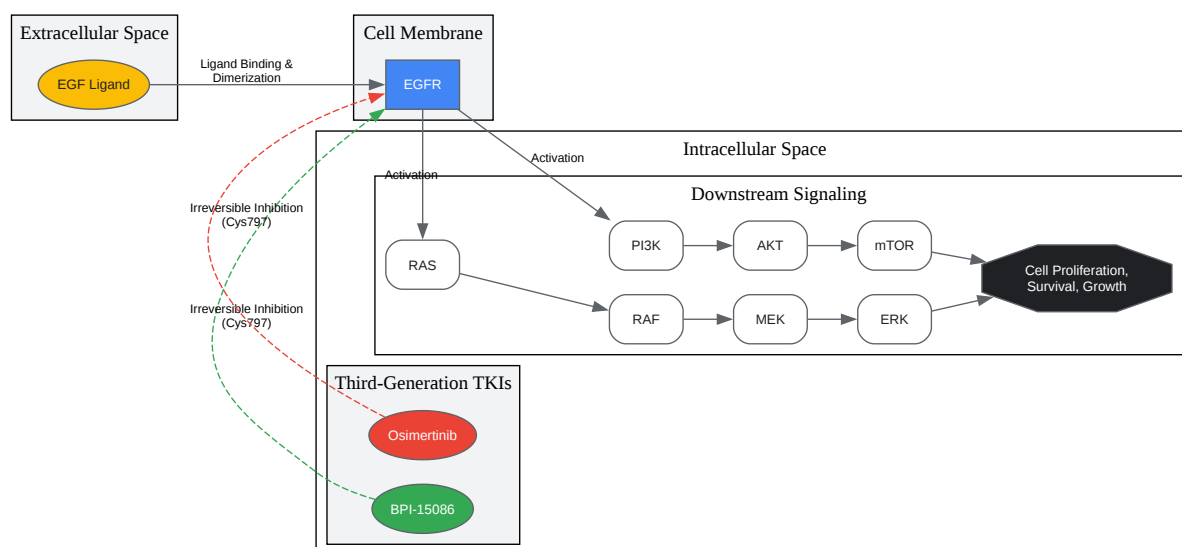 Extracellular Space
Cell Membrane
EGF Ligand
Ligand Binding &
Dimerization
EGFR
Intracellular Space
Activation
Activation
Downstream Signaling
Irreversible Inhibition
(Cys797)
PI3K
AKT
mTOR
RAS
Cell Proliferation,
Survival, Growth
Irreversible Inhibition
(Cys797)
RAF
MEK
ERK
Third-Generation TKIs
Osimertinib
BPI-15086